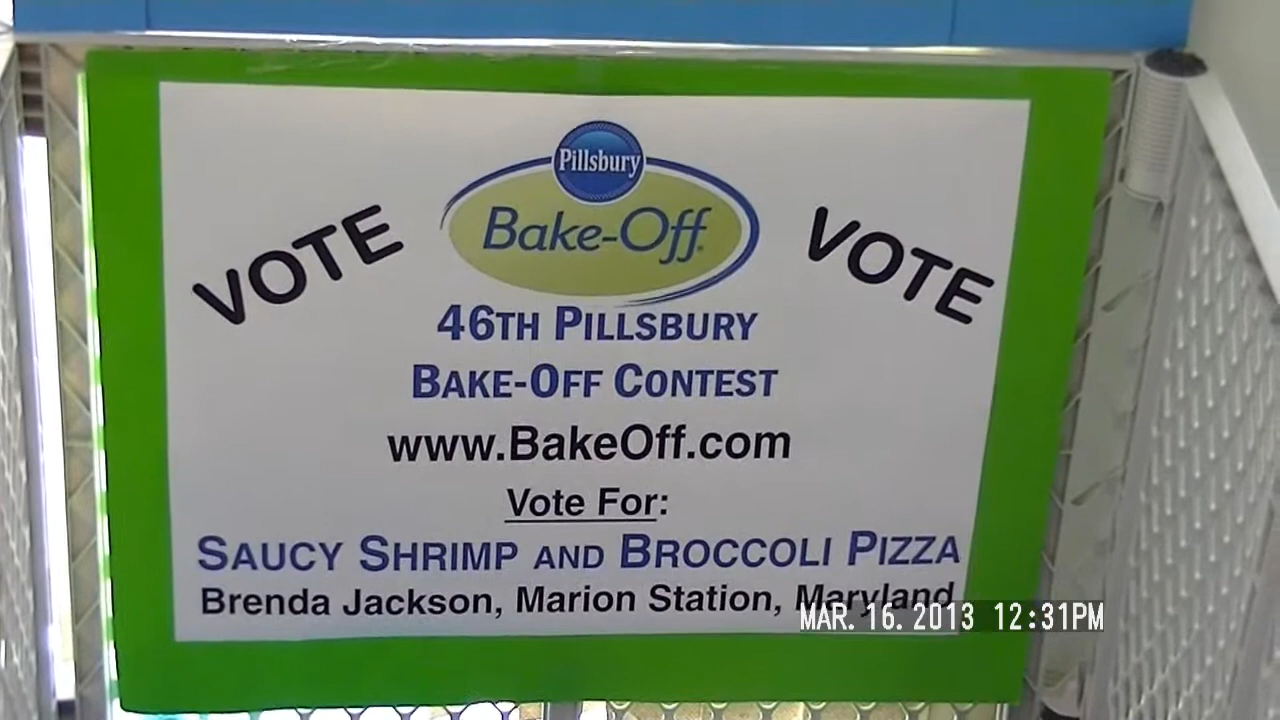 Pillsbury
Bake-Off
VOTE
VOTE
46TH PILLSBURY
BAKE-OFF CONTEST
www.BakeOff.com
Vote For:
SAUCY SHRIMP AND BROCCOLI PIZZA
Brenda Jackson, Marion Station, Maryland
MAR. 16. 2013 12:31PM